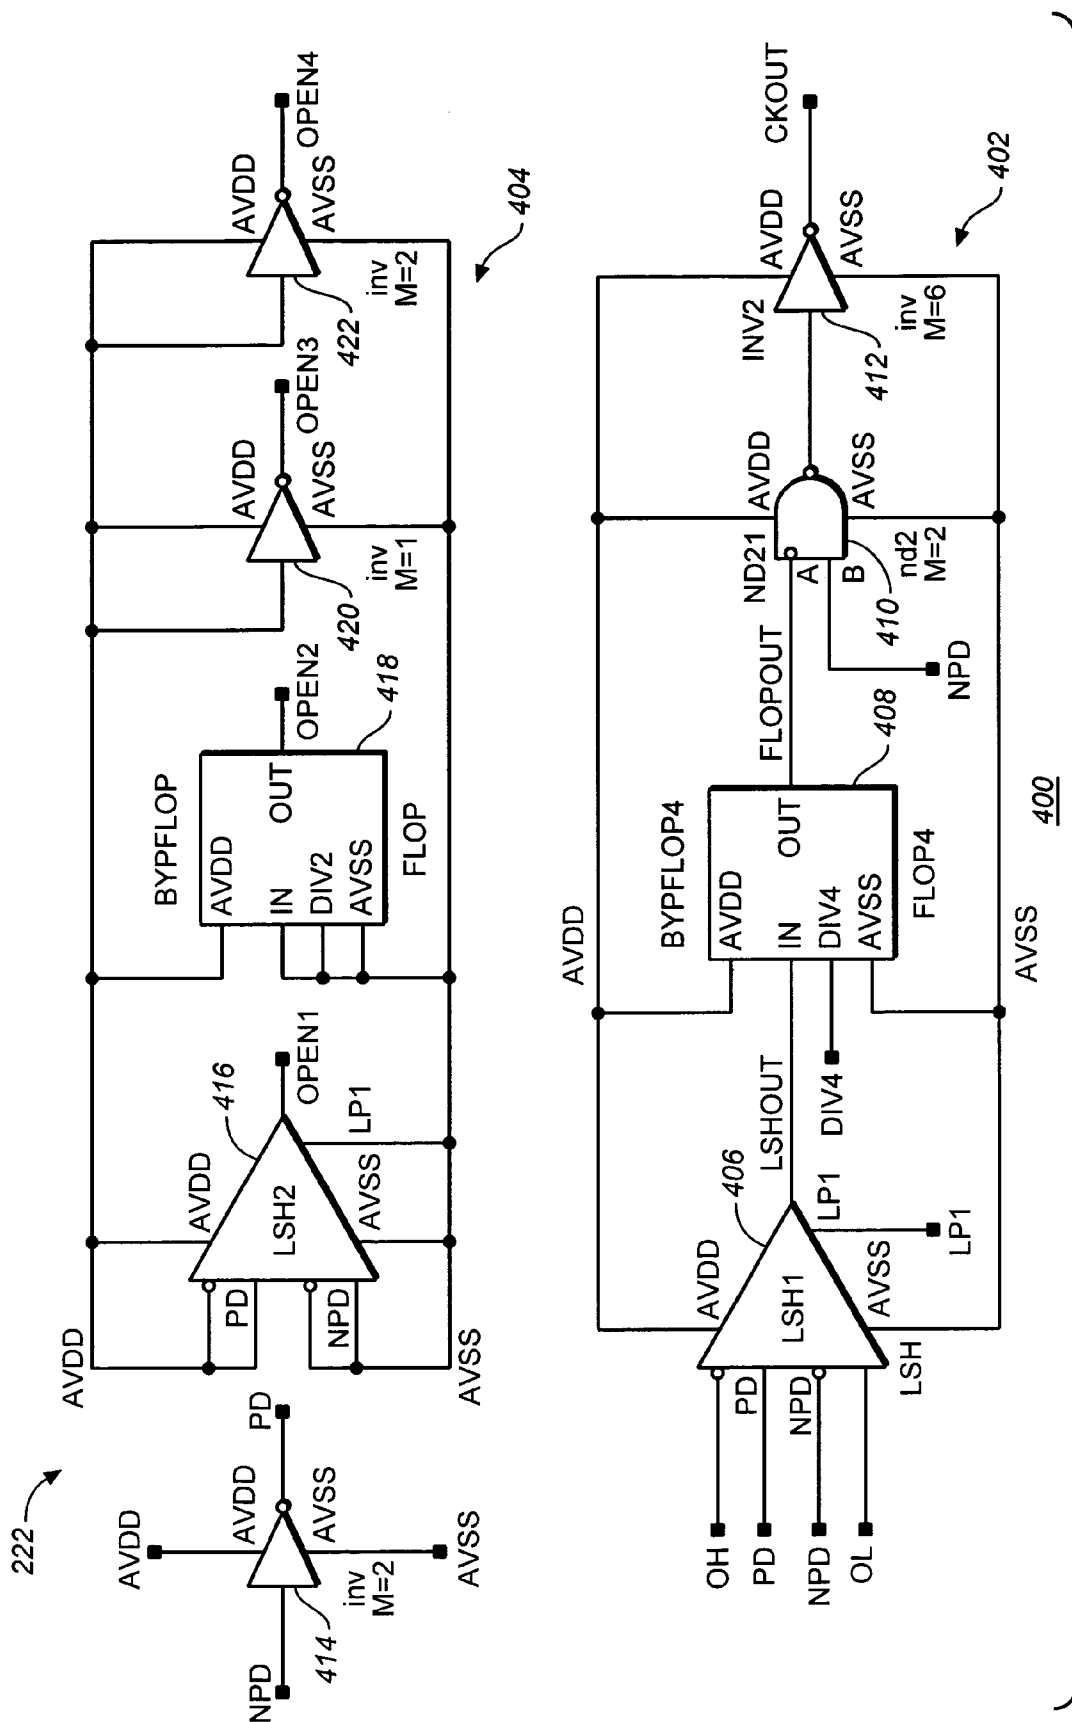 222
NPD
AVDD
AVDD
PD
AVSS
AVSS
inv
M=2
414
AVDD
AVDD
416
OPEN1
LSH2
PD
NPD
LP1
AVSS
AVSS
BYPFLOP
AVDD
IN
OUT
DIV2
AVSS
FLOP
OPEN2
418
AVDD
OPEN3
AVSS
inv
M=1
420
AVDD
OPEN4
AVSS
inv
M=2
422
404
OH
PD
NPD
OL
PD
NPD
AVDD
406
LSH1
LSHOUT
LP1
AVSS
LP1
LSH
AVDD
BYPFLOP4
AVDD
IN
OUT
DIV4
AVSS
FLOP4
DIV4
408
AVSS
FLOPOUT
ND21
AVDD
A
B
AVSS
nd2
M=2
410
NPD
INV2
AVDD
CKOUT
AVSS
inv
M=6
412
402
400